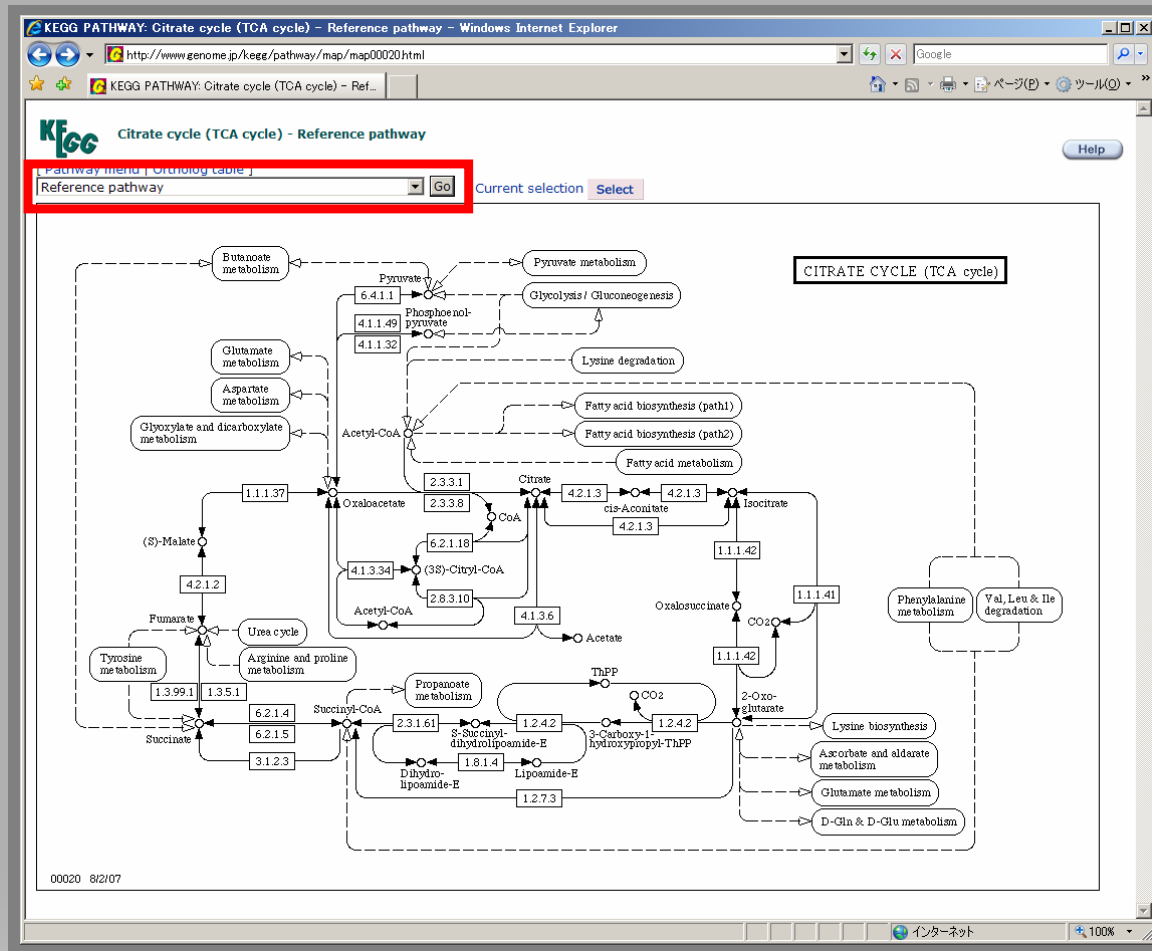 KEGG PATHWAY: Citrate cycle (TCA cycle) - Reference pathway - Windows Internet Explorer
http://www.genome.jp/kegg/pathway/map/map00020.html
Google
KEGG PATHWAY: Citrate cycle (TCA cycle) - Ref...
ページ(P)
ツール(O)
»
KEGG
Citrate cycle (TCA cycle) - Reference pathway
Help
[ Pathway menu | Ortholog table ]
Reference pathway
Go
Current selection
Select
Butanoate
metabolism
Pyruvate metabolism
CITRATE CYCLE (TCA cycle)
Pyruvate
6.4.1.1
Glycolysis / Gluconeogenesis
Phosphoenol-
pyruvate
4.1.1.49
4.1.1.32
Glutamate
metabolism
Lysine degradation
Aspartate
metabolism
Fatty acid biosynthesis (path1)
Glyoxylate and dicarboxylate
metabolism
Acetyl-CoA
Fatty acid biosynthesis (path2)
Fatty acid metabolism
1.1.1.37
Oxaloacetate
2.3.3.1
2.3.3.8
Citrate
4.2.1.3
cis-Aconitate
4.2.1.3
Isocitrate
CoA
4.2.1.3
(S)-Malate
6.2.1.18
1.1.1.42
4.1.3.34
(3S)-Citryl-CoA
4.2.1.2
2.8.3.10
1.1.1.41
Phenylalanine
metabolism
Val, Leu & Ile
degradation
Acetyl-CoA
4.1.3.6
Oxalosuccinate
CO2
Fumarate
Urea cycle
Acetate
Tyrosine
metabolism
Arginine and proline
metabolism
1.1.1.42
ThPP
1.3.99.1
1.3.5.1
Propanoate
metabolism
CO2
2-Oxo-
glutarate
6.2.1.4
Succinyl-CoA
2.3.1.61
1.2.4.2
1.2.4.2
Lysine biosynthesis
Succinate
6.2.1.5
S-Succinyl-
dihydrolipoamide-E
3-Carboxy-1-
hydroxypropyl-ThPP
3.1.2.3
1.8.1.4
Ascorbate and aldarate
metabolism
Dihydro-
lipoamide-E
Lipoamide-E
1.2.7.3
Glutamate metabolism
D-Gln & D-Glu metabolism
00020 8/2/07
インターネット
100%